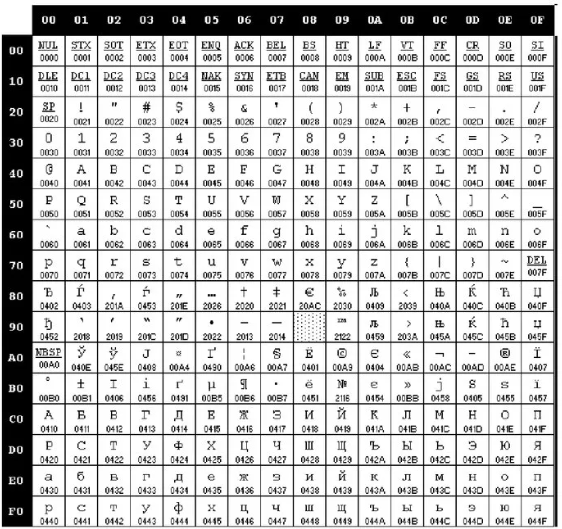 00 01 02 03 04 05 06 07 08 09 0A 0B 0C 0D 0E 0F
00 NUL STX SOT ETX EOT ENQ ACK BEL BS HT LF VT FF CR SO SI
0000 0001 0002 0003 0004 0005 0006 0007 0008 0009 000A 000B 000C 000D 000E 000F
10 DLE DC1 DC2 DC3 DC4 NAK SYN ETB CAN EM SUB ESC FS GS RS US
0010 0011 0012 0013 0014 0015 0016 0017 0018 0019 001A 001B 001C 001D 001E 001F
20 SP ! " # $ % & ' ( ) * + , - . /
0020 0021 0022 0023 0024 0025 0026 0027 0028 0029 002A 002B 002C 002D 002E 002F
30 0 1 2 3 4 5 6 7 8 9 : ; < = > ?
0030 0031 0032 0033 0034 0035 0036 0037 0038 0039 003A 003B 003C 003D 003E 003F
40 @ A B C D E F G H I J K L M N O
0040 0041 0042 0043 0044 0045 0046 0047 0048 0049 004A 004B 004C 004D 004E 004F
50 P Q R S T U V W X Y Z [ \ ] ^ _
0050 0051 0052 0053 0054 0055 0056 0057 0058 0059 005A 005B 005C 005D 005E 005F
60 ` a b c d e f g h i j k l m n o
0060 0061 0062 0063 0064 0065 0066 0067 0068 0069 006A 006B 006C 006D 006E 006F
70 p q r s t u v w x y z { | } ~ DEL
0070 0071 0072 0073 0074 0075 0076 0077 0078 0079 007A 007B 007C 007D 007E 007F
80 Ђ Ѓ ‚ ѓ „ … † ‡ € ‰ Љ ‹ Њ Ќ Ћ Џ
0402 0403 201A 0453 201E 2026 2020 2021 20AC 2030 0409 2039 040A 040C 040B 040F
90 ђ ‘ ’ “ ” • – — ™ љ › њ ќ ћ џ
0452 2018 2019 201C 201D 2022 2013 2014 2122 0459 203A 045A 045C 045B 045F
A0 NBSP Ў ў Ј ¤ Ґ ¦ § Ё © Є « ¬ - ® Ї
00A0 040E 045E 0408 00A4 0490 00A6 00A7 0401 00A9 0404 00AB 00AC 00AD 00AE 0407
B0 ° ± І і ґ µ ¶ · ё № є » ј Ѕ ѕ ї
00B0 00B1 0406 0456 0491 00B5 00B6 00B7 0451 2116 0454 00BB 0458 0405 0455 0457
C0 А Б В Г Д Е Ж З И Й К Л М Н О П
0410 0411 0412 0413 0414 0415 0416 0417 0418 0419 041A 041B 041C 041D 041E 041F
D0 Р С Т У Ф Х Ц Ч Ш Щ Ъ Ы Ь Э Ю Я
0420 0421 0422 0423 0424 0425 0426 0427 0428 0429 042A 042B 042C 042D 042E 042F
E0 а б в г д е ж з и й к л м н о п
0430 0431 0432 0433 0434 0435 0436 0437 0438 0439 043A 043B 043C 043D 043E 043F
F0 р с т у ф х ц ч ш щ ъ ы ь э ю я
0440 0441 0442 0443 0444 0445 0446 0447 0448 0449 044A 044B 044C 044D 044E 044F